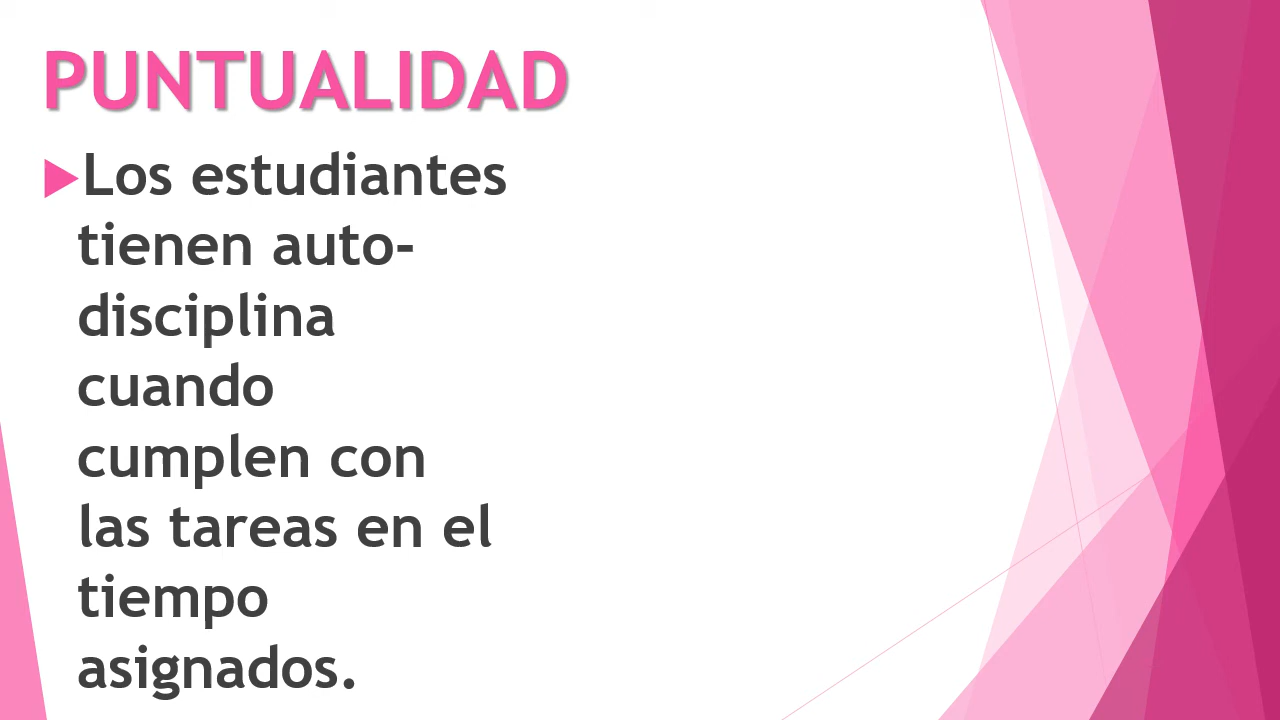 PUNTUALIDAD
Los estudiantes
tienen auto-
disciplina
cuando
cumplen con
las tareas en el
tiempo
asignados.